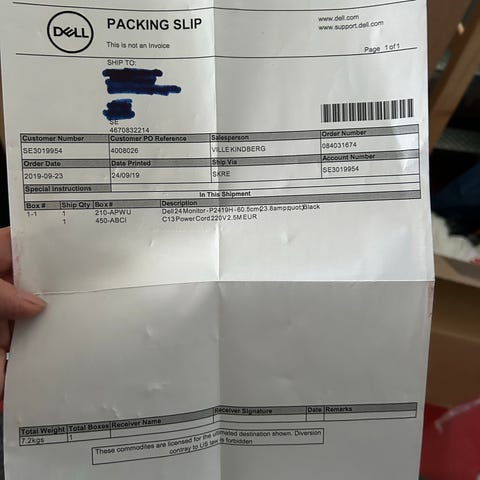 DELL
PACKING SLIP
This is not an Invoice
www.dell.com
www.support.dell.com
Page 1 of 1
SHIP TO:
SE
4670832214
Customer Number Customer PO Reference Salesperson Order Number
SE3019954 4008026 VILLE KINDBERG 084031674
Order Date Date Printed Ship Via Account Number
2019-09-23 24/09/19 SKRE SE3019954
Special Instructions
In This Shipment
Box # Ship Qty Box # Description
1-1 1 210-APWU Dell 24 Monitor - P2419H - 60.5cm(23.8ampquot)Black
1 450-ABCI C13 Power Cord 220V 2.5M EUR
Total Weight Total Boxes Receiver Name Receiver Signature Date Remarks
7.2kgs 1
These commodites are licensed for the ultimated destination shown. Diversion
contray to US law is forbidden